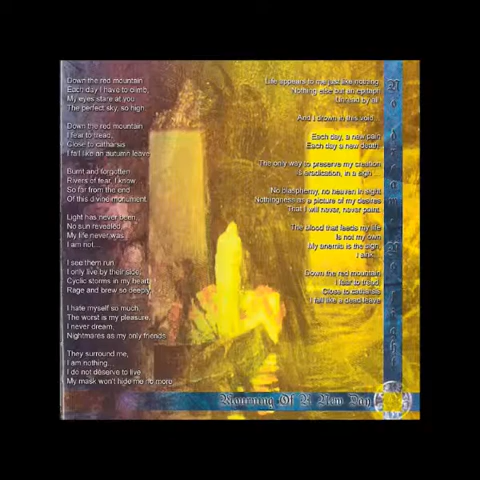 Down the red mountain
Each day I have to climb,
My eyes stare at you
The perfect sky, so high.
Down the red mountain
I fear to tread,
Close to catharsis
I fall like an autumn leave
Burnt and forgotten
Rivers of fear, I know
So far from the end
Of this divine monument.
Light has never been,
No sun revealed
My life never was
I am not...
I see them run
I only live by their side,
Cyclic storms in my heart
Rage and brew so deeply.
I hate myself so much,
The worst is my pleasure.
I never dream,
Nightmares as my only friends
They surround me,
I am nothing...
I do not deserve to live
My mask won't hide me no more
Life appears to me just like nothing
Nothing else but an epitaph
Unread by all
And I drown in this void
Each day, a new pain
Each day a new death
The only way to preserve my creation
Is eradication, in a sign
No blasphemy, no heaven in sight
Nothingness as a picture of my desires
That I will never, never paint.
The blood that feeds my life
Is not my own
My anemia is the sign,
I sink...
Down the red mountain
I fear to tread,
Close to catharsis
I fall like a dead leave
Mourning Of A New Day